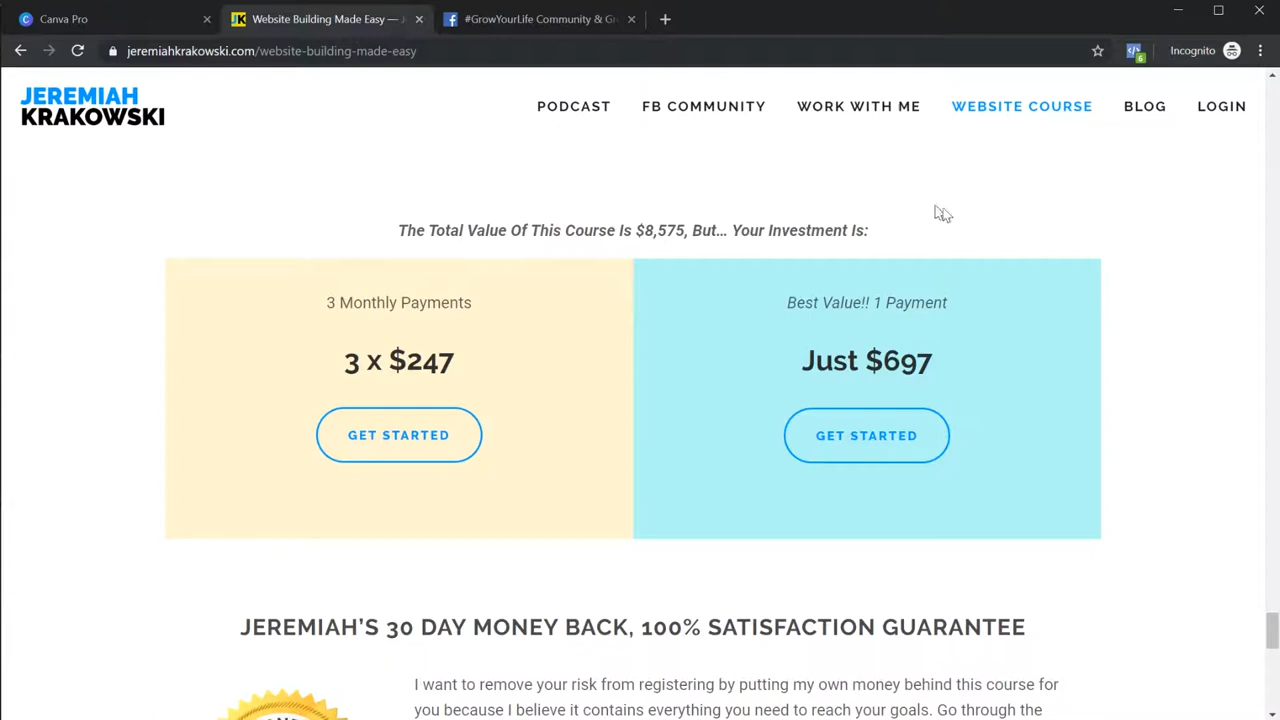 Canva Pro
Website Building Made Easy — J
#GrowYourLife Community & Gr
jeremiahkrakowski.com/website-building-made-easy
6
Incognito
JEREMIAH
KRAKOWSKI
PODCAST
FB COMMUNITY
WORK WITH ME
WEBSITE COURSE
BLOG
LOGIN
The Total Value Of This Course Is $8,575, But... Your Investment Is:
3 Monthly Payments
3 x $247
GET STARTED
Best Value!! 1 Payment
Just $697
GET STARTED
JEREMIAH'S 30 DAY MONEY BACK, 100% SATISFACTION GUARANTEE
I want to remove your risk from registering by putting my own money behind this course for
you because I believe it contains everything you need to reach your goals. Go through the